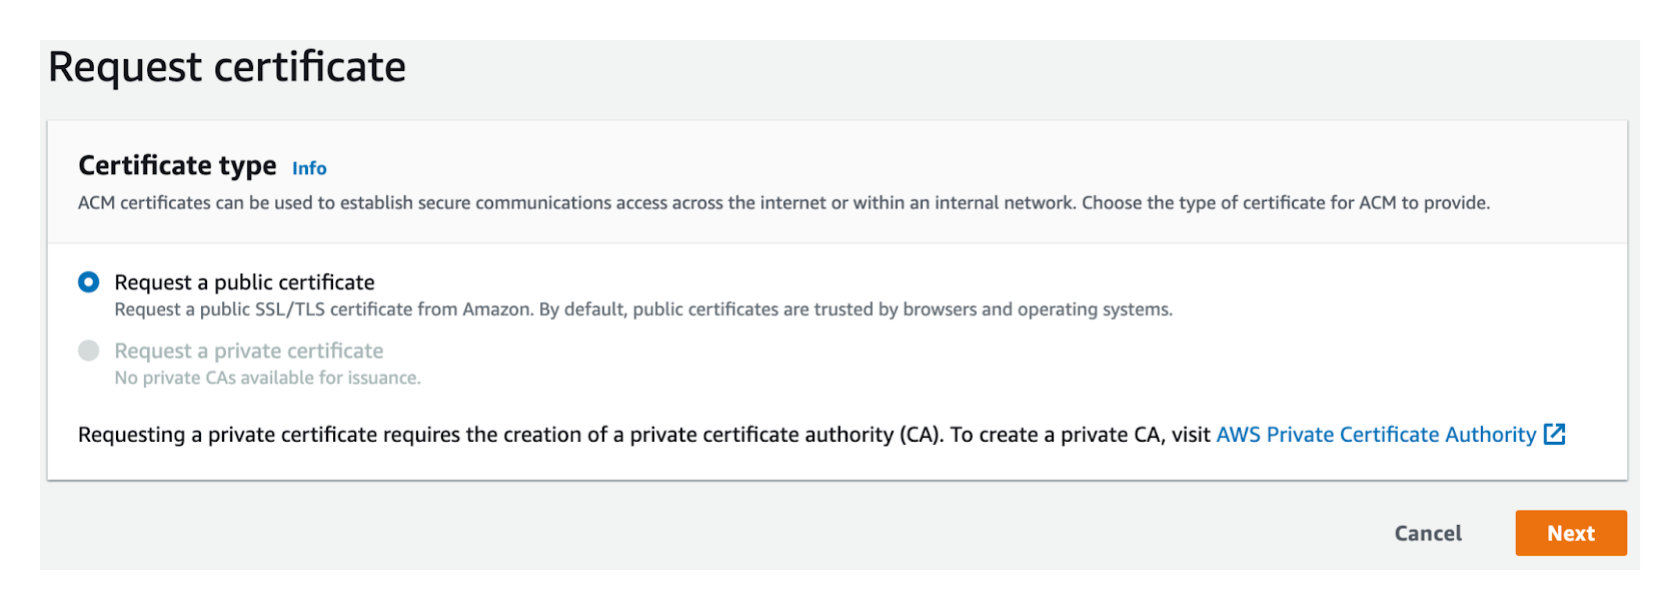 Request certificate
Certificate type Info
ACM certificates can be used to establish secure communications access across the internet or within an internal network. Choose the type of certificate for ACM to provide.
Request a public certificate
Request a public SSL/TLS certificate from Amazon. By default, public certificates are trusted by browsers and operating systems.
Request a private certificate
No private CAs available for issuance.
Requesting a private certificate requires the creation of a private certificate authority (CA). To create a private CA, visit AWS Private Certificate Authority
Cancel Next